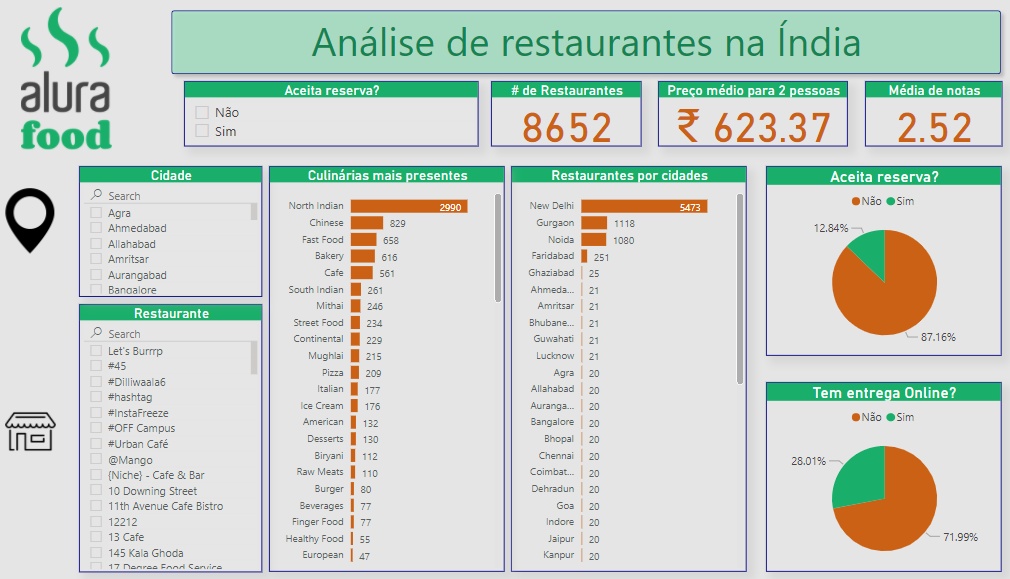 alura
food
Análise de restaurantes na Índia
Aceita reserva?
Não
Sim
# de Restaurantes
8652
Preço médio para 2 pessoas
₹ 623.37
Média de notas
2.52
Cidade
Search
Agra
Ahmedabad
Allahabad
Amritsar
Aurangabad
Bangalore
Restaurante
Search
Let's Burrrp
#45
#Dilliwaala6
#hashtag
#InstaFreeze
#OFF Campus
#Urban Café
@Mango
{Niche} - Cafe & Bar
10 Downing Street
11th Avenue Cafe Bistro
12212
13 Cafe
145 Kala Ghoda
17 Degree Food Service
Culinárias mais presentes
North Indian 2990
Chinese 829
Fast Food 658
Bakery 616
Cafe 561
South Indian 261
Mithai 246
Street Food 234
Continental 229
Mughlai 215
Pizza 209
Italian 177
Ice Cream 176
American 132
Desserts 130
Biryani 112
Raw Meats 110
Burger 80
Beverages 77
Finger Food 77
Healthy Food 55
European 47
Restaurantes por cidades
New Delhi 5473
Gurgaon 1118
Noida 1080
Faridabad 251
Ghaziabad 25
Ahmeda... 21
Amritsar 21
Bhubane... 21
Guwahati 21
Lucknow 21
Agra 20
Allahabad 20
Auranga... 20
Bangalore 20
Bhopal 20
Chennai 20
Coimbat... 20
Dehradun 20
Goa 20
Indore 20
Jaipur 20
Kanpur 20
Aceita reserva?
Não Sim
12.84%
87.16%
Tem entrega Online?
Não Sim
28.01%
71.99%